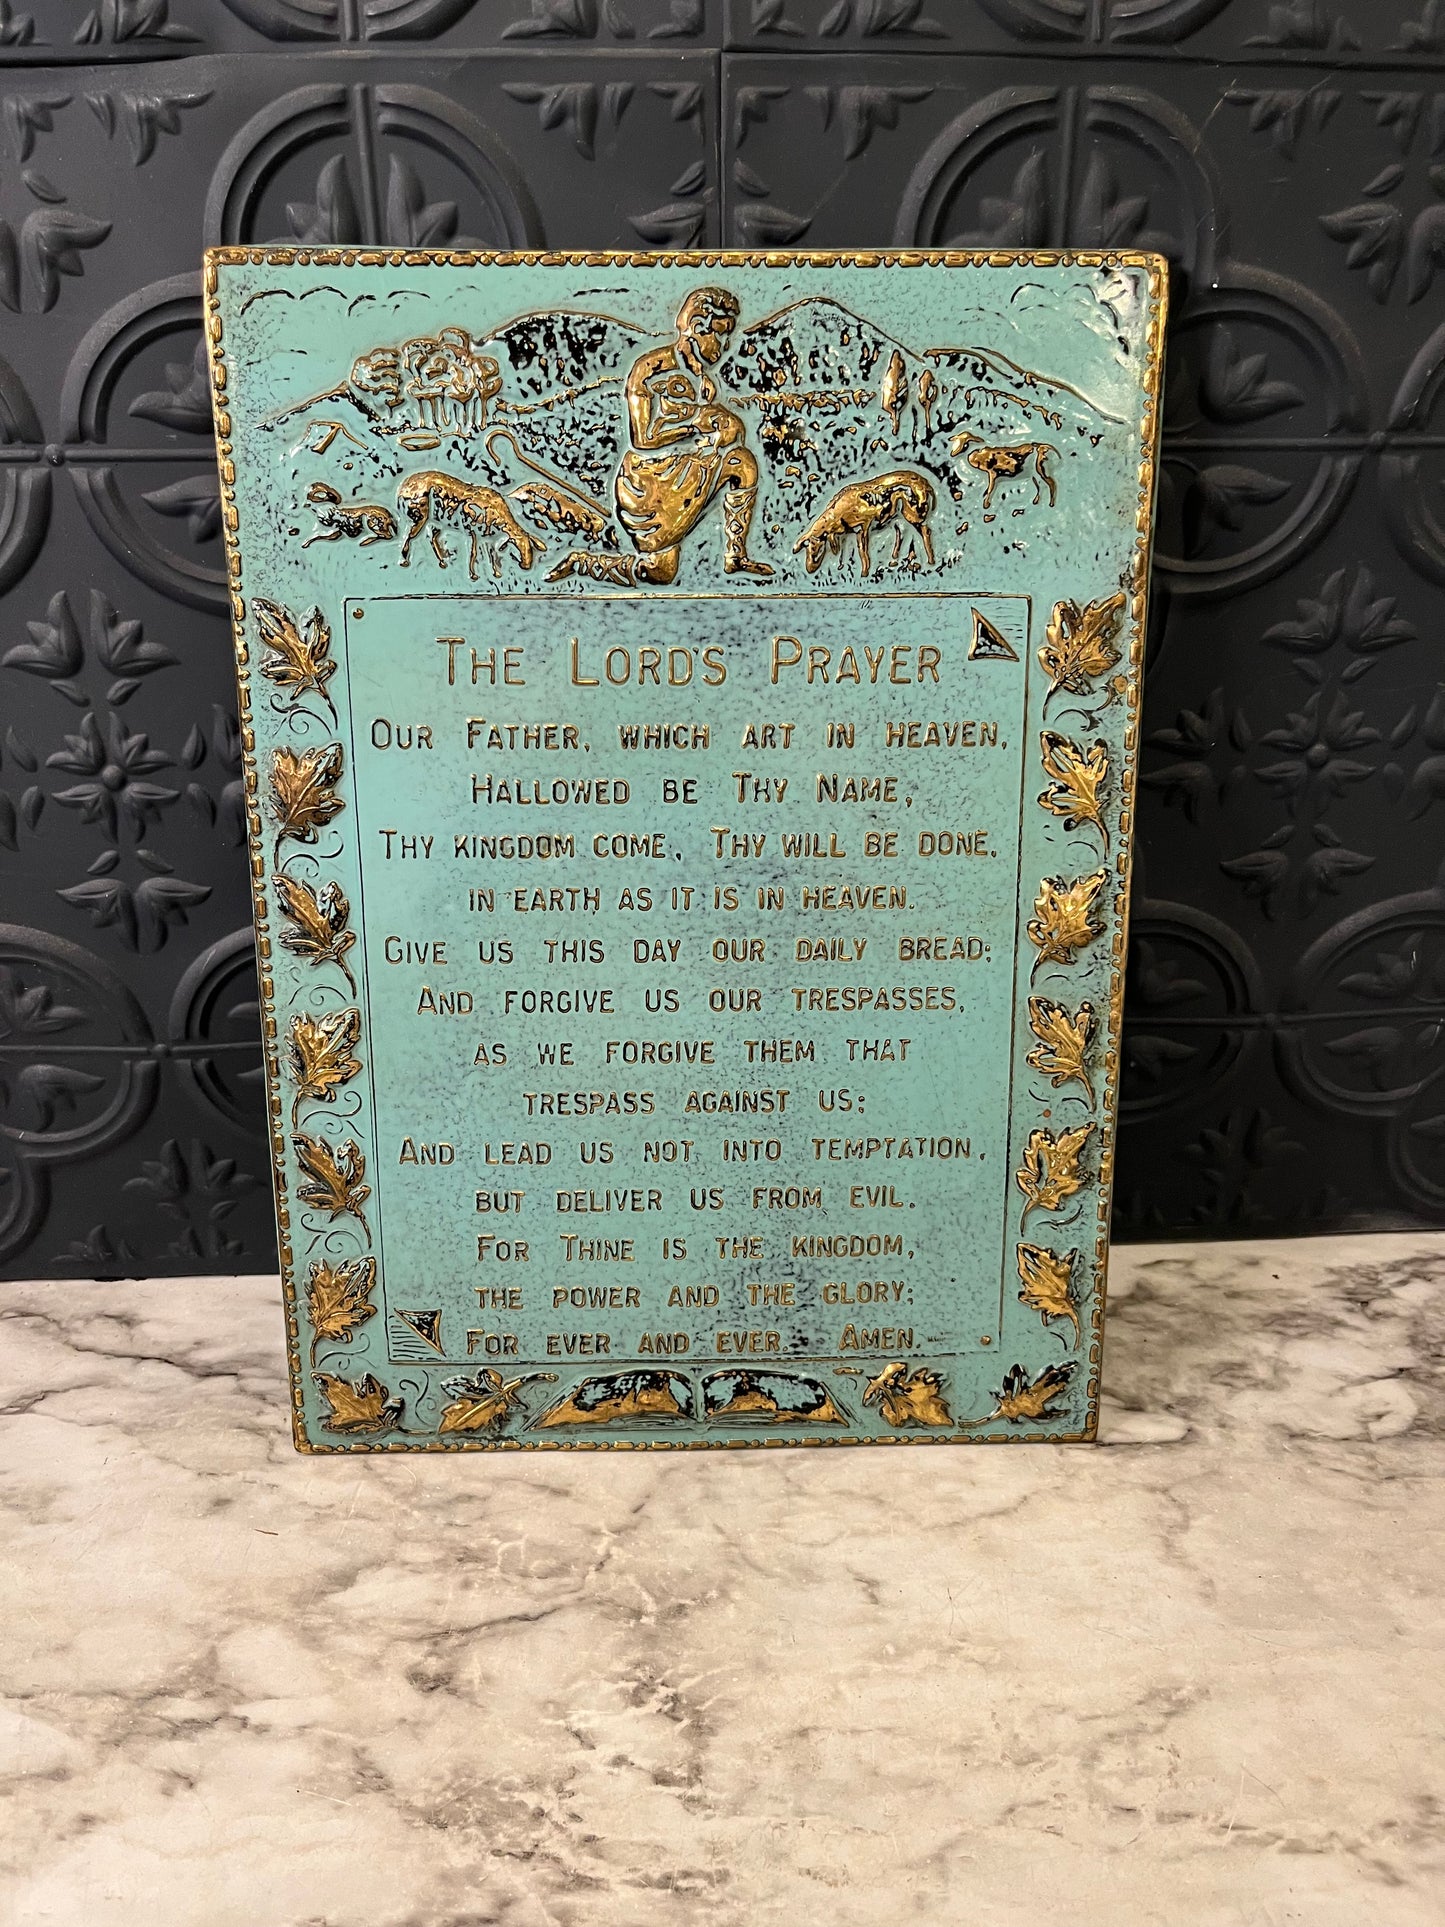 The Lord's Prayer
Our Father, which art in heaven,
Hallowed be Thy Name,
Thy kingdom come, Thy will be done,
in earth as it is in heaven.
Give us this day our daily bread;
And forgive us our trespasses,
as we forgive them that
trespass against us;
And lead us not into temptation,
but deliver us from evil.
For Thine is the kingdom,
the power and the glory;
For ever and ever. Amen.